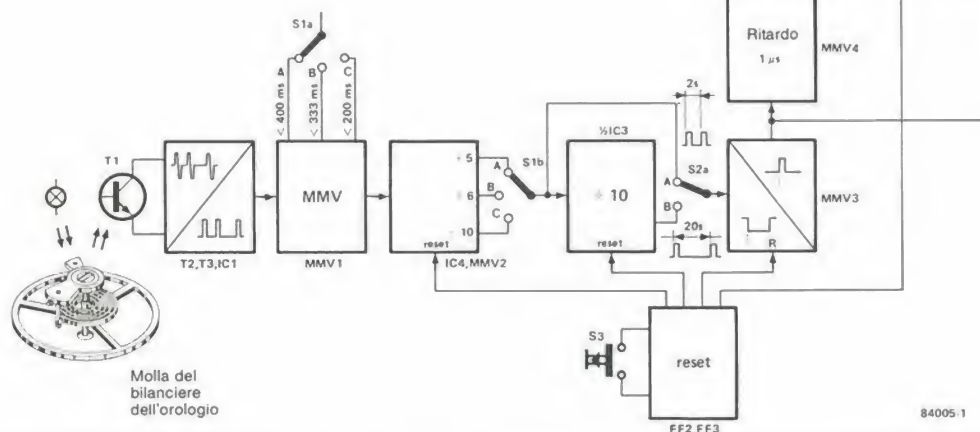 S1a
A
B
C
< 400 ms
< 333 ms
< 200 ms
T1
T2,T3,IC1
MMV
MMV1
÷ 5
÷ 6
÷ 10
reset
IC4,MMV2
A
B
C
S1b
½IC3
÷ 10
reset
2s
A
B
S2a
20s
Ritardo
1 µs
MMV4
R
MMV3
S3
reset
FF2,FF3
Molla del
bilanciere
dell'orologio
84005-1